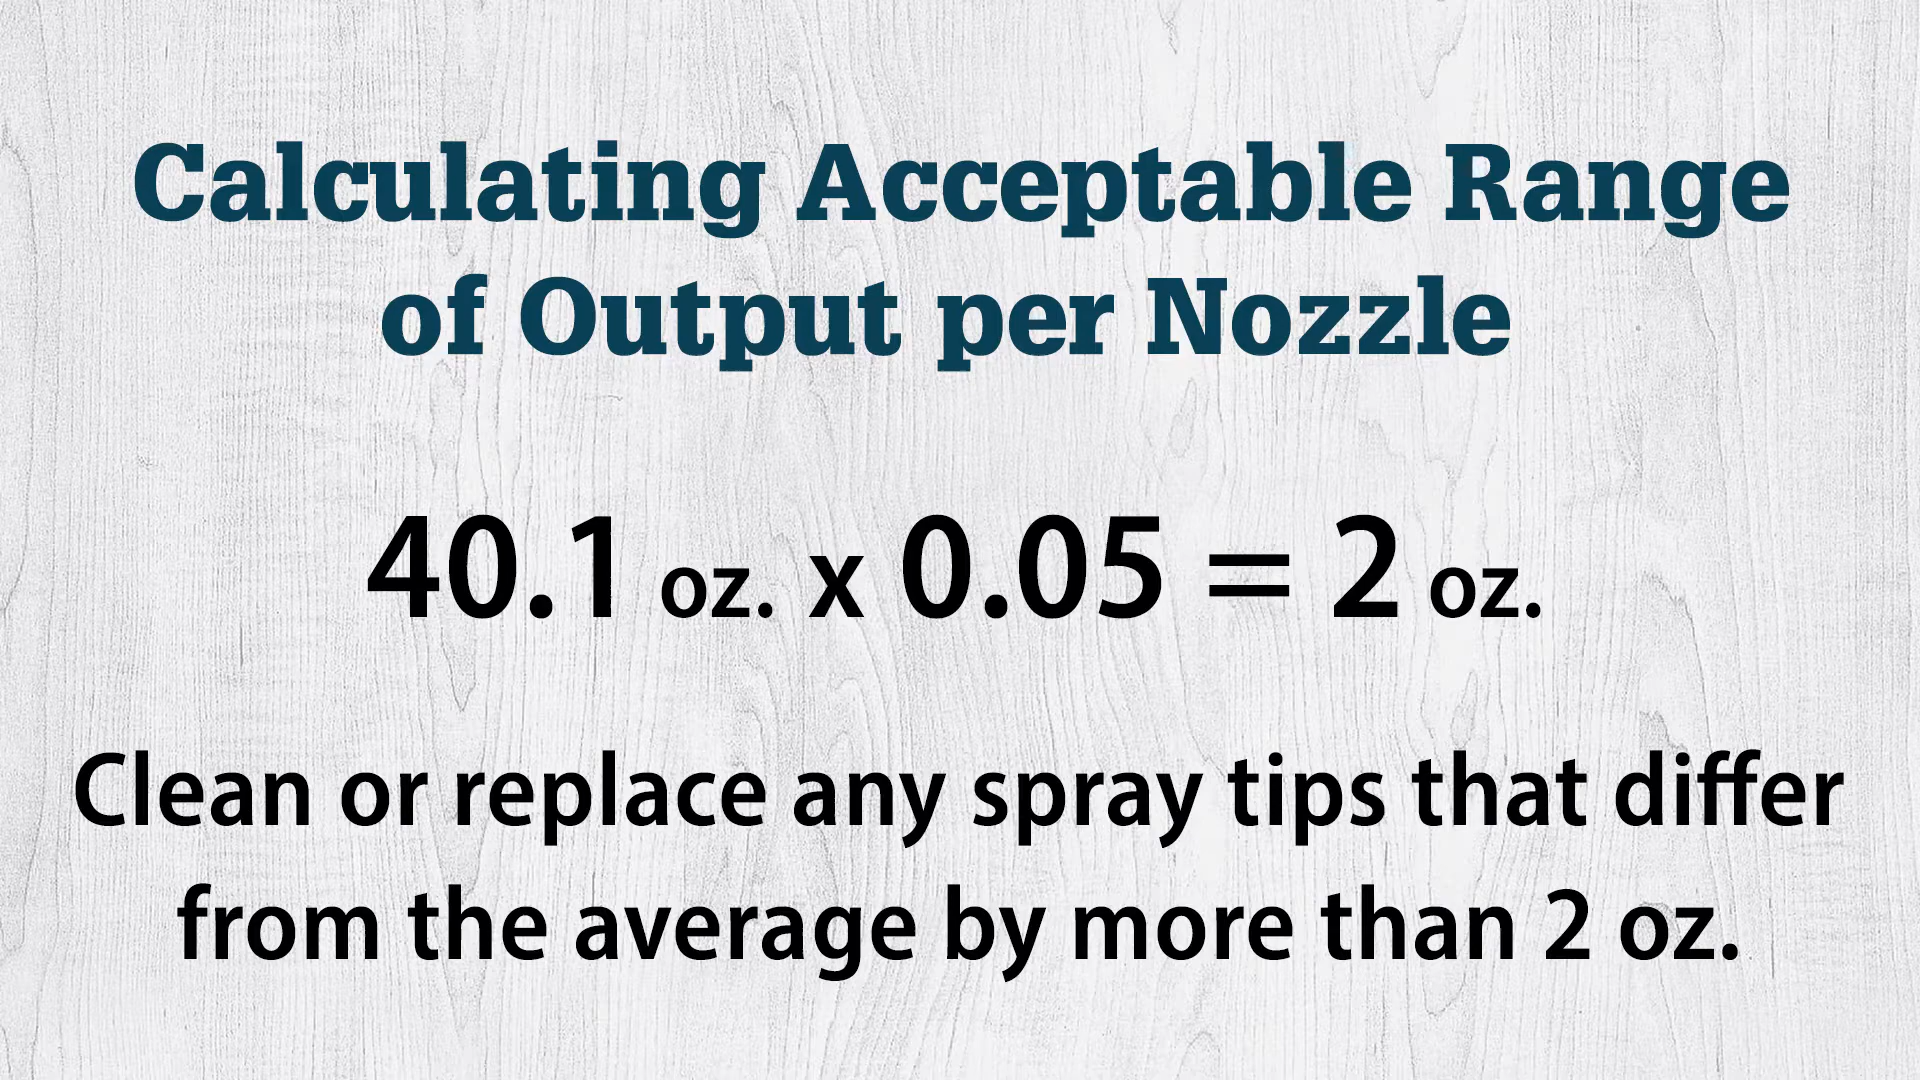 Calculating Acceptable Range
of Output per Nozzle
40.1 oz. x 0.05 = 2 oz.
Clean or replace any spray tips that differ
from the average by more than 2 oz.